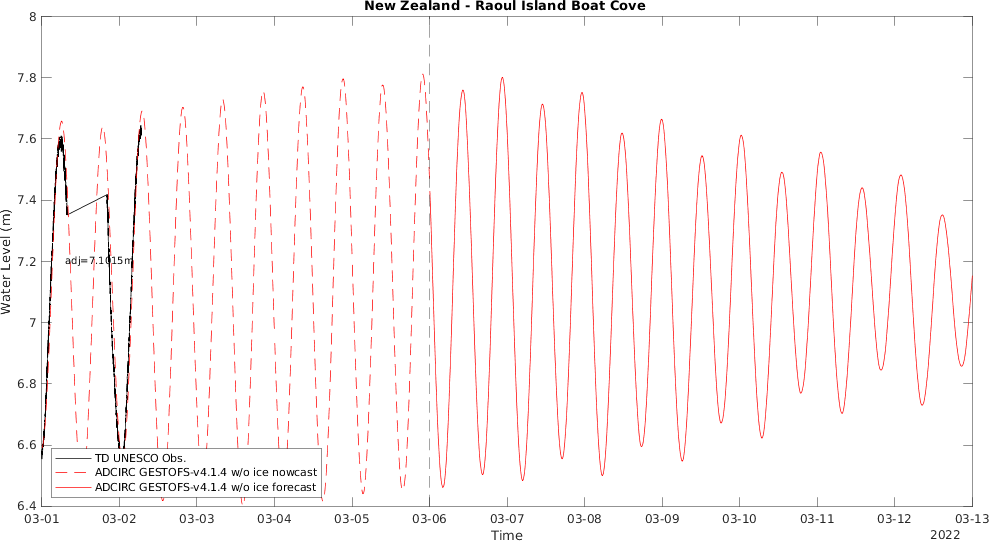 New Zealand - Raoul Island Boat Cove
8
7.8
7.6
7.4
7.2
7
6.8
6.6
6.4
Water Level (m)
adj=7.1015m
TD UNESCO Obs.
ADCIRC GESTOFS-v4.1.4 w/o ice nowcast
ADCIRC GESTOFS-v4.1.4 w/o ice forecast
03-01 03-02 03-03 03-04 03-05 03-06 03-07 03-08 03-09 03-10 03-11 03-12 03-13
Time
2022